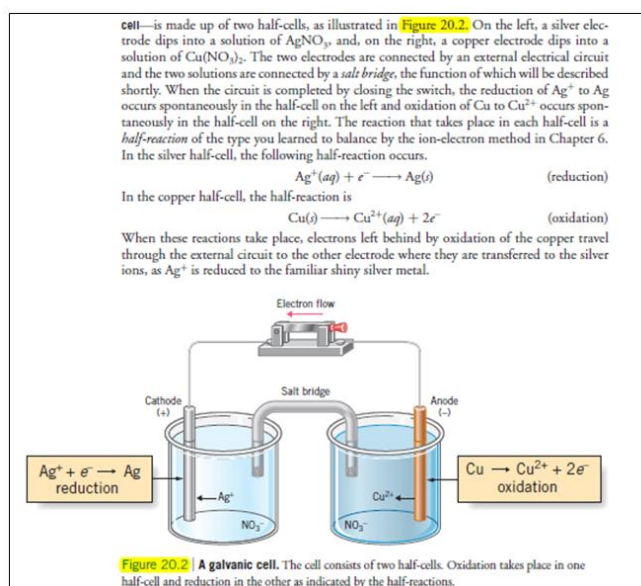 cell—is made up of two half-cells, as illustrated in Figure 20.2. On the left, a silver elec-
trode dips into a solution of AgNO₃, and, on the right, a copper electrode dips into a
solution of Cu(NO₃)₂. The two electrodes are connected by an external electrical circuit
and the two solutions are connected by a salt bridge, the function of which will be described
shortly. When the circuit is completed by closing the switch, the reduction of Ag⁺ to Ag
occurs spontaneously in the half-cell on the left and oxidation of Cu to Cu²⁺ occurs spon-
taneously in the half-cell on the right. The reaction that takes place in each half-cell is a
half-reaction of the type you learned to balance by the ion-electron method in Chapter 6.
In the silver half-cell, the following half-reaction occurs.
Ag⁺(aq) + e⁻ ⟶ Ag(s) (reduction)
In the copper half-cell, the half-reaction is
Cu(s) ⟶ Cu²⁺(aq) + 2e⁻ (oxidation)
When these reactions take place, electrons left behind by oxidation of the copper travel
through the external circuit to the other electrode where they are transferred to the silver
ions, as Ag⁺ is reduced to the familiar shiny silver metal.
Electron flow
Cathode
(+)
Salt bridge
Anode
(–)
Ag⁺ + e⁻ ⟶ Ag
reduction
Ag⁺
NO₃⁻
Cu²⁺
NO₃⁻
Cu ⟶ Cu²⁺ + 2e⁻
oxidation
Figure 20.2 | A galvanic cell. The cell consists of two half-cells. Oxidation takes place in one
half-cell and reduction in the other as indicated by the half-reactions.